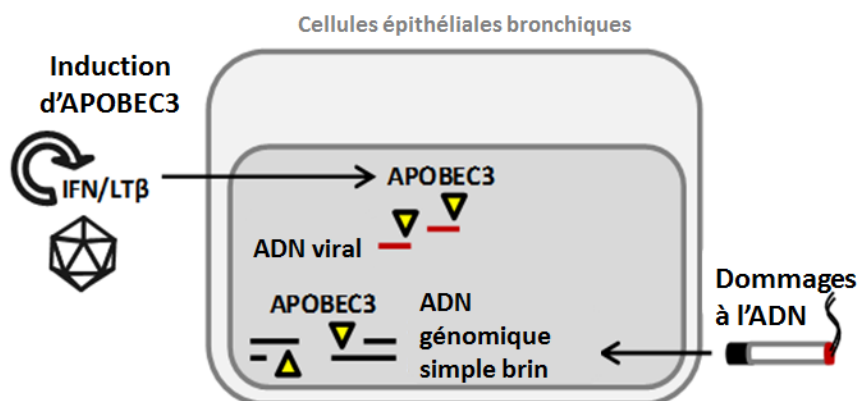 Cellules épithéliales bronchiques
Induction
d'APOBEC3
IFN/LTβ
APOBEC3
ADN viral
APOBEC3
ADN
génomique
simple brin
Dommages
à l'ADN